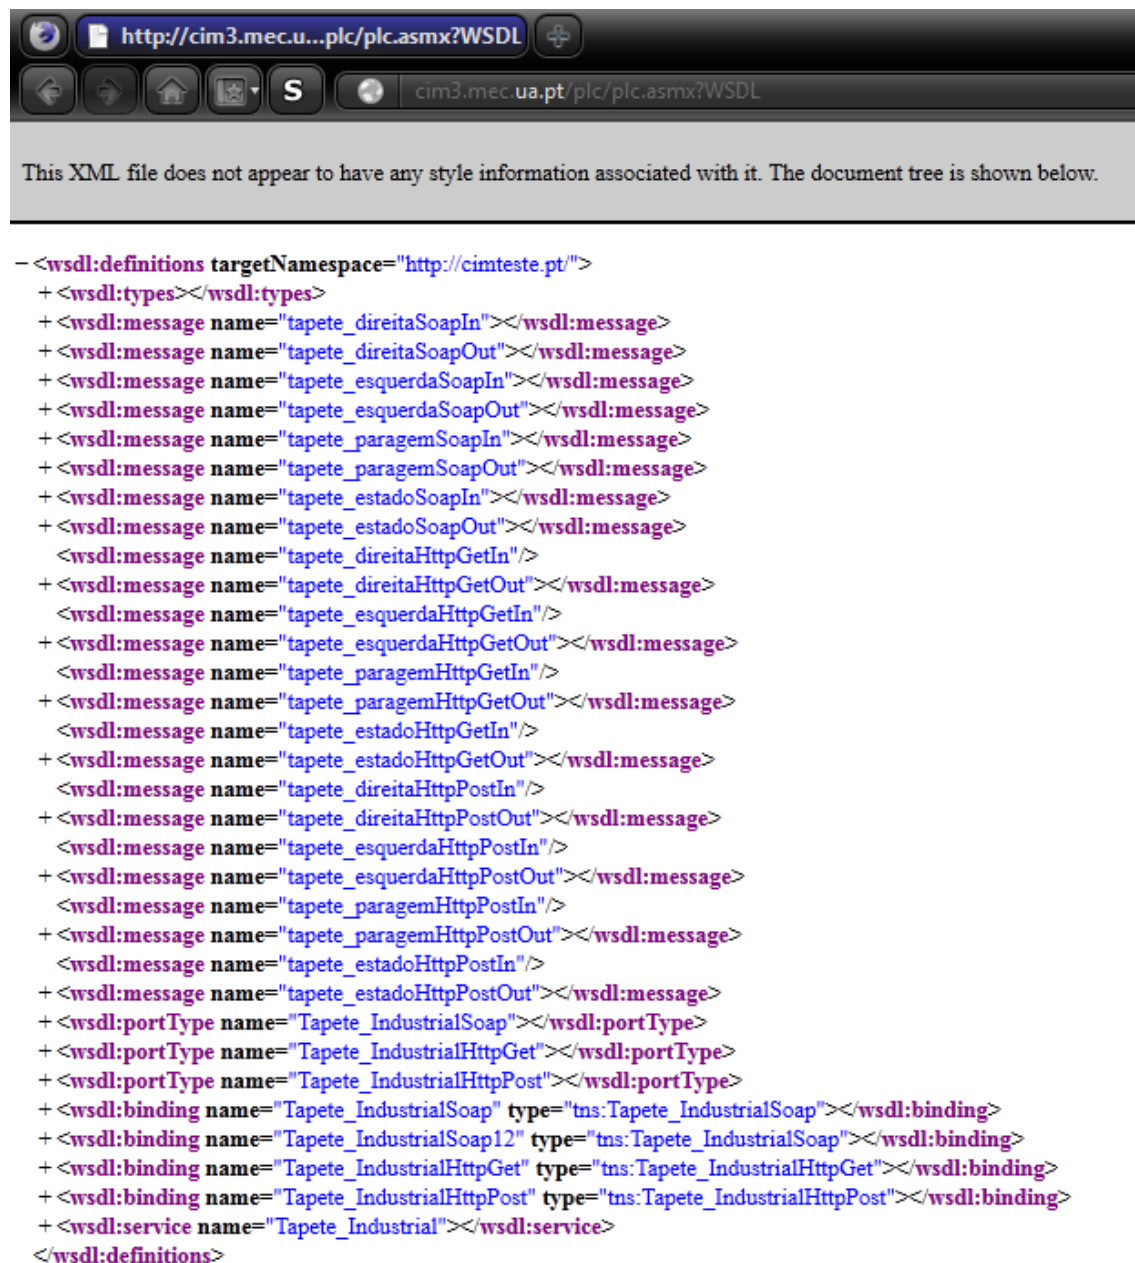 http://cim3.mec.u...plc/plc.asmx?WSDL
S
cim3.mec.ua.pt/plc/plc.asmx?WSDL
This XML file does not appear to have any style information associated with it. The document tree is shown below.
− <wsdl:definitions targetNamespace="http://cimteste.pt/">
+ <wsdl:types></wsdl:types>
+ <wsdl:message name="tapete_direitaSoapIn"></wsdl:message>
+ <wsdl:message name="tapete_direitaSoapOut"></wsdl:message>
+ <wsdl:message name="tapete_esquerdaSoapIn"></wsdl:message>
+ <wsdl:message name="tapete_esquerdaSoapOut"></wsdl:message>
+ <wsdl:message name="tapete_paragemSoapIn"></wsdl:message>
+ <wsdl:message name="tapete_paragemSoapOut"></wsdl:message>
+ <wsdl:message name="tapete_estadoSoapIn"></wsdl:message>
+ <wsdl:message name="tapete_estadoSoapOut"></wsdl:message>
<wsdl:message name="tapete_direitaHttpGetIn"/>
+ <wsdl:message name="tapete_direitaHttpGetOut"></wsdl:message>
<wsdl:message name="tapete_esquerdaHttpGetIn"/>
+ <wsdl:message name="tapete_esquerdaHttpGetOut"></wsdl:message>
<wsdl:message name="tapete_paragemHttpGetIn"/>
+ <wsdl:message name="tapete_paragemHttpGetOut"></wsdl:message>
<wsdl:message name="tapete_estadoHttpGetIn"/>
+ <wsdl:message name="tapete_estadoHttpGetOut"></wsdl:message>
<wsdl:message name="tapete_direitaHttpPostIn"/>
+ <wsdl:message name="tapete_direitaHttpPostOut"></wsdl:message>
<wsdl:message name="tapete_esquerdaHttpPostIn"/>
+ <wsdl:message name="tapete_esquerdaHttpPostOut"></wsdl:message>
<wsdl:message name="tapete_paragemHttpPostIn"/>
+ <wsdl:message name="tapete_paragemHttpPostOut"></wsdl:message>
<wsdl:message name="tapete_estadoHttpPostIn"/>
+ <wsdl:message name="tapete_estadoHttpPostOut"></wsdl:message>
+ <wsdl:portType name="Tapete_IndustrialSoap"></wsdl:portType>
+ <wsdl:portType name="Tapete_IndustrialHttpGet"></wsdl:portType>
+ <wsdl:portType name="Tapete_IndustrialHttpPost"></wsdl:portType>
+ <wsdl:binding name="Tapete_IndustrialSoap" type="tns:Tapete_IndustrialSoap"></wsdl:binding>
+ <wsdl:binding name="Tapete_IndustrialSoap12" type="tns:Tapete_IndustrialSoap"></wsdl:binding>
+ <wsdl:binding name="Tapete_IndustrialHttpGet" type="tns:Tapete_IndustrialHttpGet"></wsdl:binding>
+ <wsdl:binding name="Tapete_IndustrialHttpPost" type="tns:Tapete_IndustrialHttpPost"></wsdl:binding>
+ <wsdl:service name="Tapete_Industrial"></wsdl:service>
</wsdl:definitions>